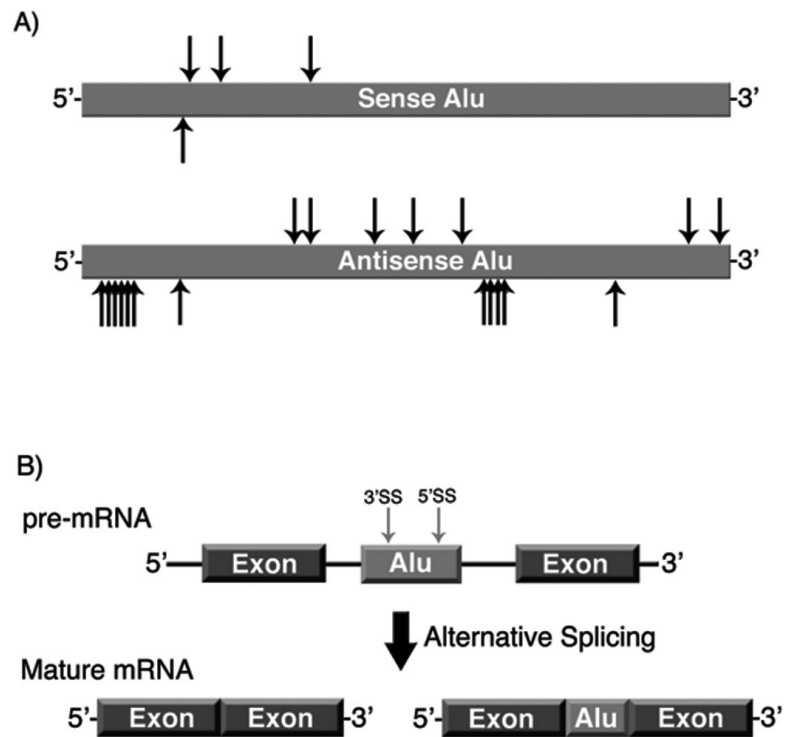 A)
5’ Sense Alu 3’
5’ Antisense Alu 3’
B)
3’SS 5’SS
pre-mRNA
5’ Exon Alu Exon 3’
Alternative Splicing
Mature mRNA
5’ Exon Exon 3’ 5’ Exon Alu Exon 3’